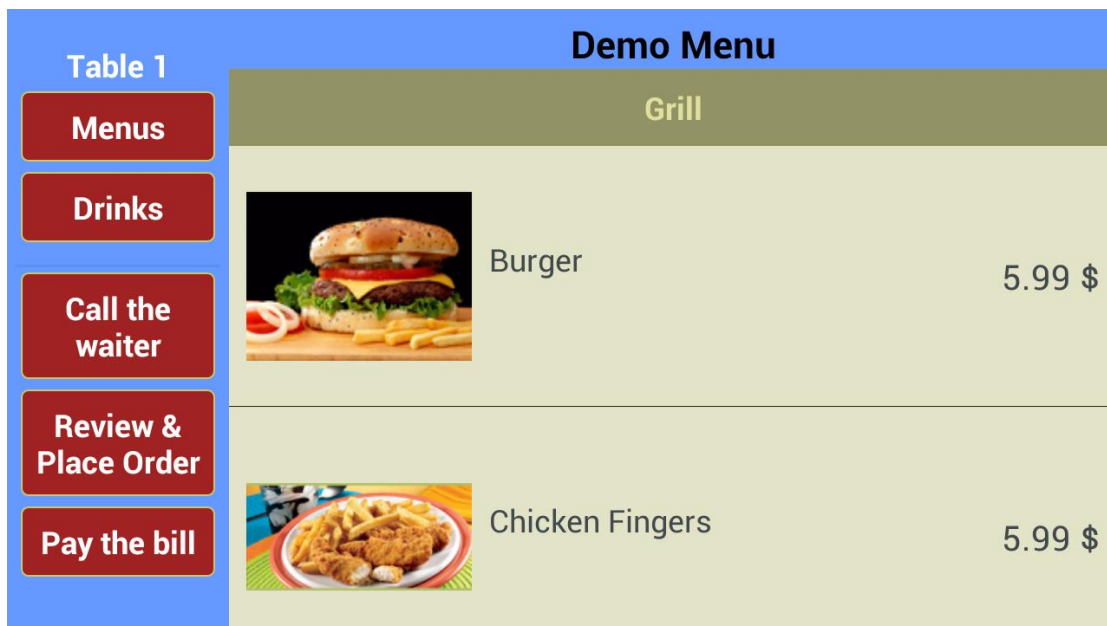 Table 1
Menus
Drinks
Call the
waiter
Review &
Place Order
Pay the bill
Demo Menu
Grill
Burger
5.99 $
Chicken Fingers
5.99 $